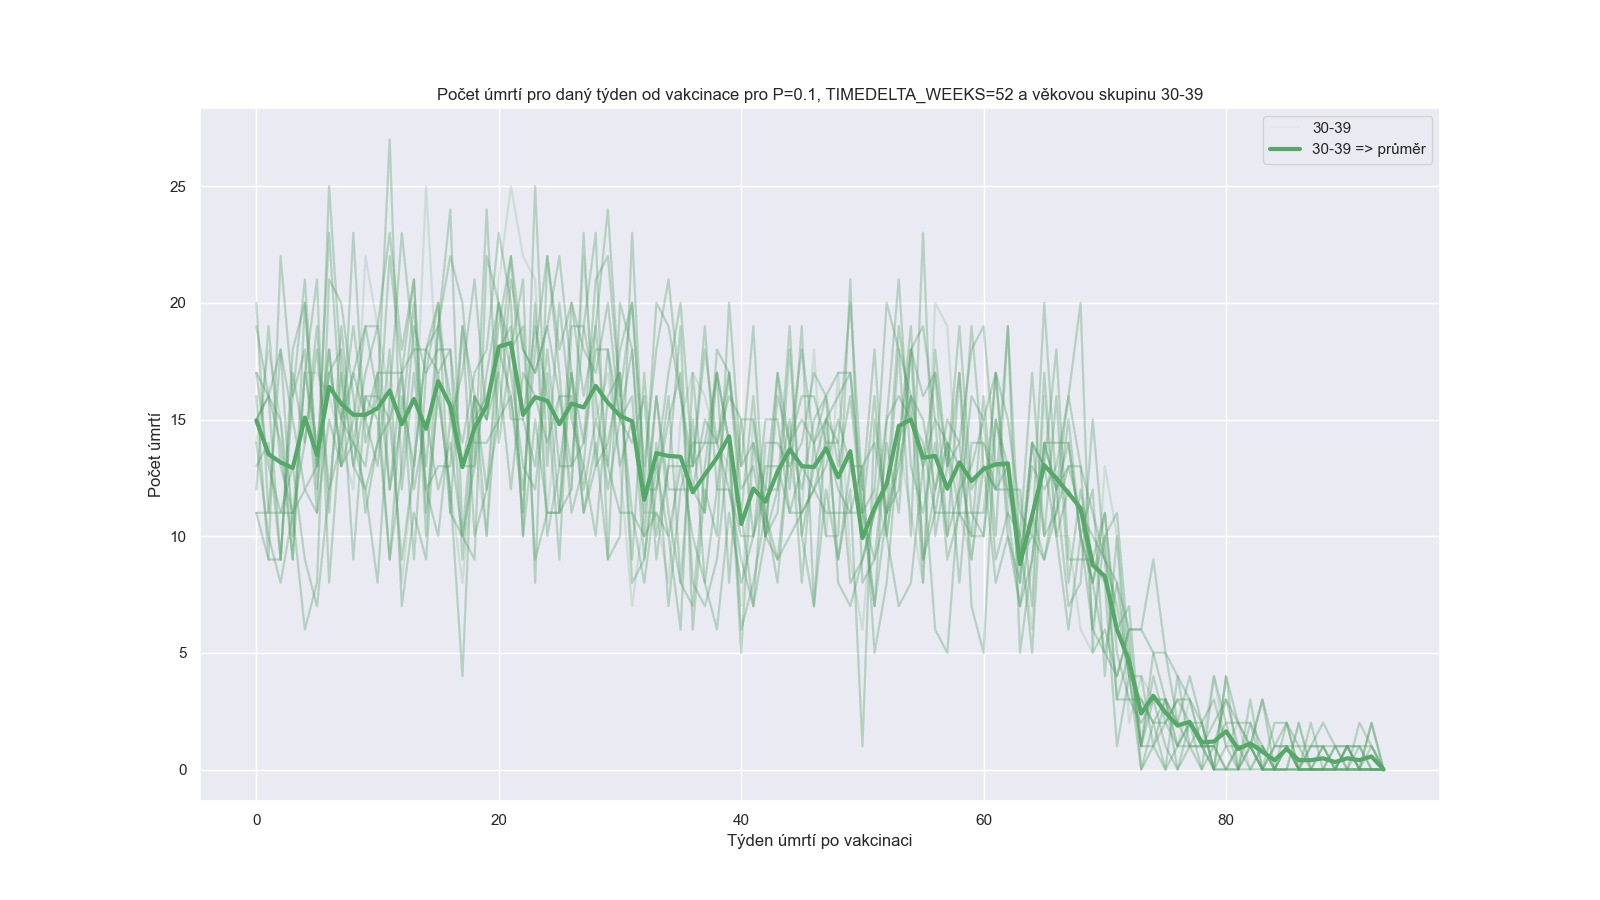 Počet úmrtí pro daný týden od vakcinace pro P=0.1, TIMEDELTA_WEEKS=52 a věkovou skupinu 30-39
30-39
30-39 => průměr
25
20
15
10
5
0
Počet úmrtí
0 20 40 60 80
Týden úmrtí po vakcinaci